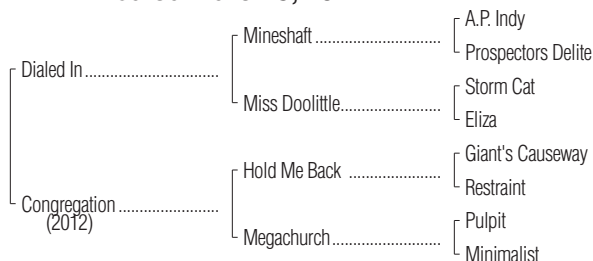 A.P. Indy
Mineshaft
Prospectors Delite
Dialed In
Storm Cat
Miss Doolittle
Eliza
Giant's Causeway
Hold Me Back
Restraint
Congregation
(2012)
Pulpit
Megachurch
Minimalist